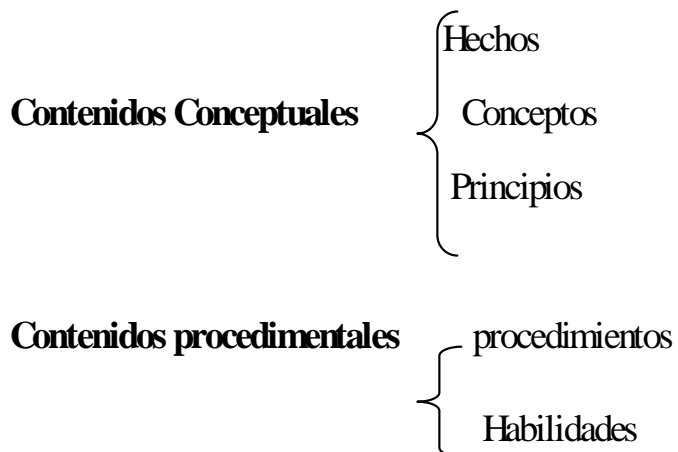 Hechos
Contenidos Conceptuales Conceptos
Principios
Contenidos procedimentales procedimientos
Habilidades